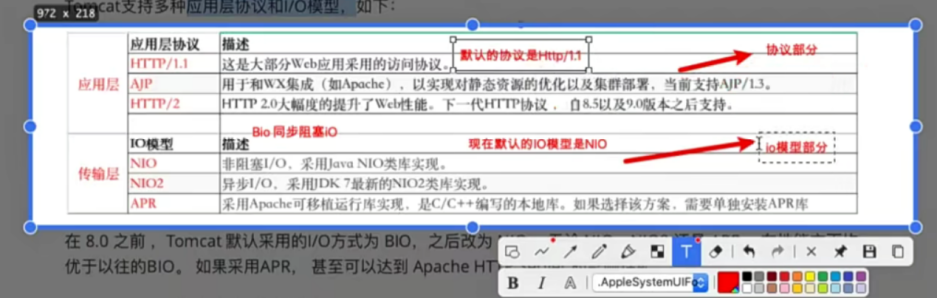 972 x 218
Tomcat支持多种应用层协议和I/O模型，如下：
应用层协议 描述
默认的协议是Http/1.1
协议部分
应用层
HTTP/1.1 这是大部分Web应用采用的访问协议。
AJP 用于和WX集成（如Apache），以实现对静态资源的优化以及集群部署，当前支持AJP/1.3。
HTTP/2 HTTP 2.0大幅度的提升了Web性能。下一代HTTP协议，自8.5以及9.0版本之后支持。
Bio 同步阻塞iO
IO模型 描述
现在默认的IO模型是NIO
io模型部分
传输层
NIO 非阻塞I/O，采用Java NIO类库实现。
NIO2 异步I/O，采用JDK 7最新的NIO2类库实现。
APR 采用Apache可移植运行库实现，是C/C++编写的本地库。如果选择该方案，需要单独安装APR库
在 8.0 之前，Tomcat 默认采用的I/O方式为 BIO，之后改为
优于以往的BIO。 如果采用APR， 甚至可以达到 Apache HTTP
T
B I A .AppleSystemUIFo